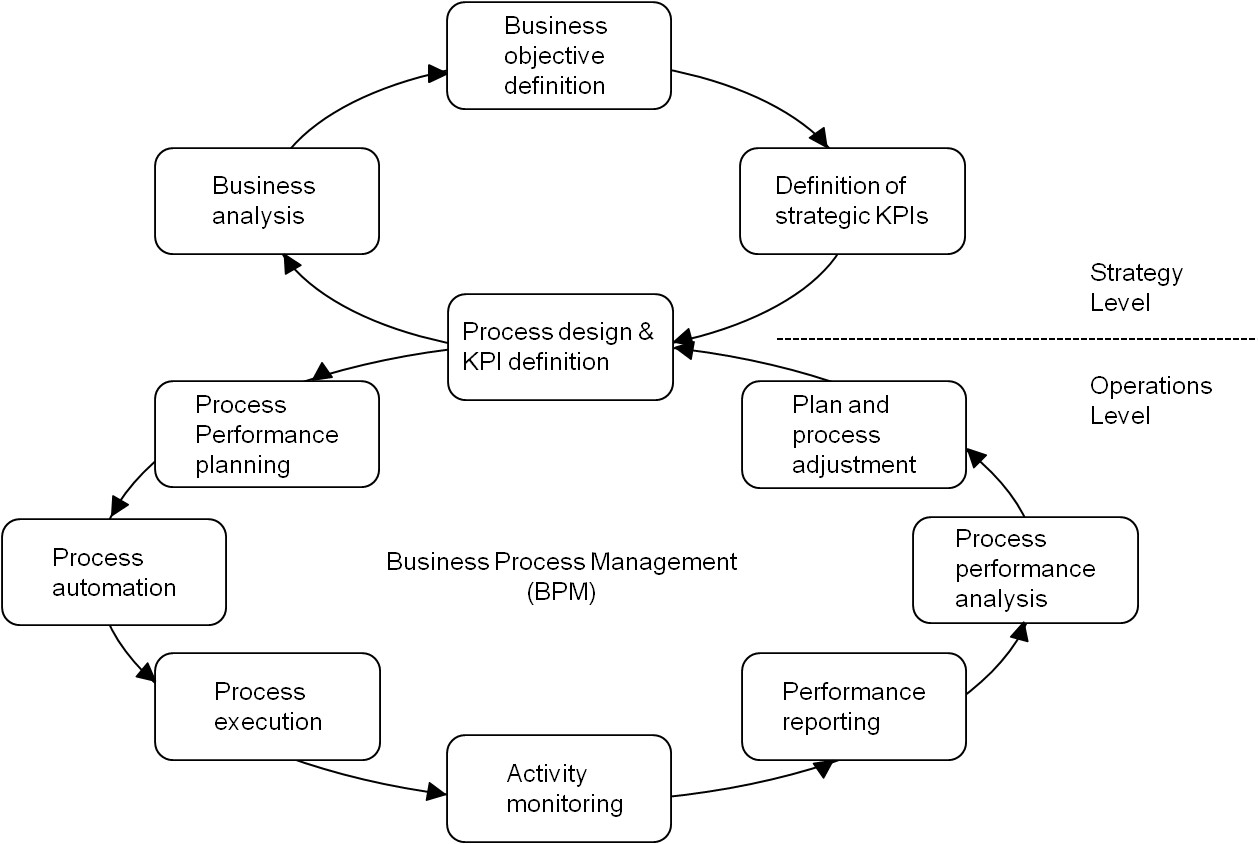 Business
objective
definition
Business
analysis
Definition of
strategic KPIs
Strategy
Level
Process design &
KPI definition
Operations
Level
Process
Performance
planning
Plan and
process
adjustment
Process
automation
Business Process Management
(BPM)
Process
performance
analysis
Process
execution
Performance
reporting
Activity
monitoring